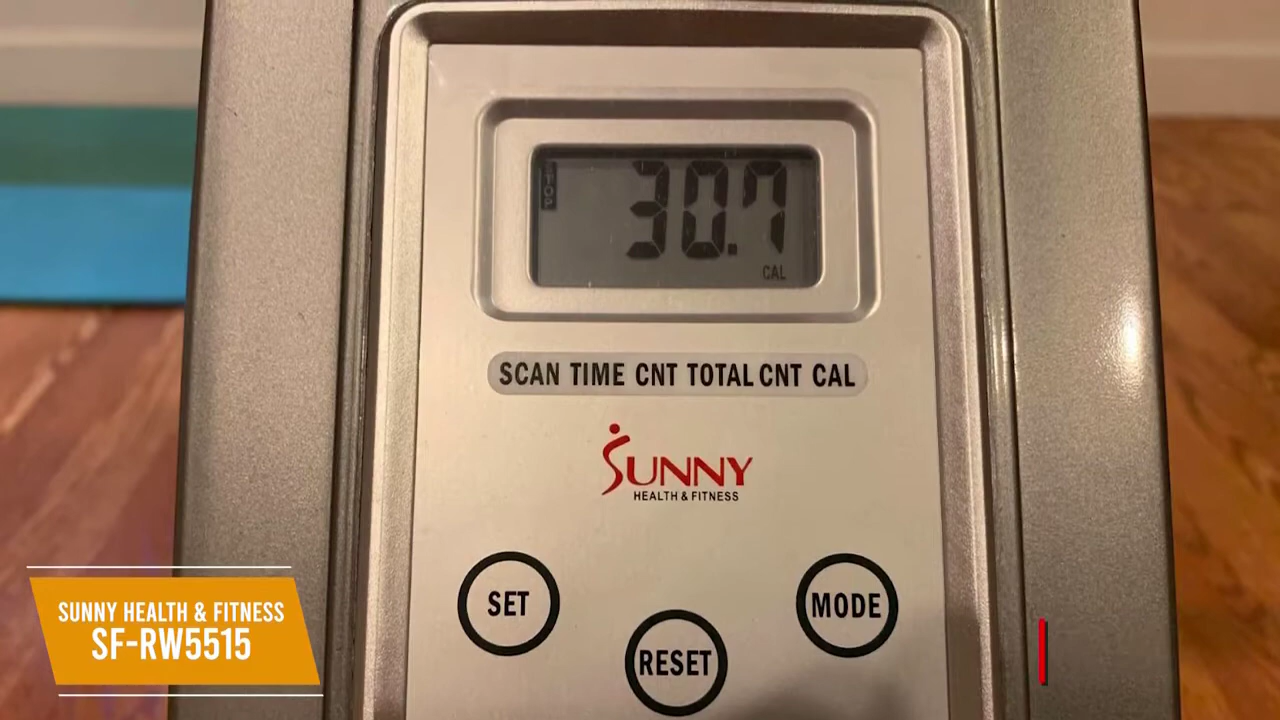 STOP
30.7
CAL
SCAN TIME CNT TOTAL CNT CAL
SUNNY
HEALTH & FITNESS
SET
MODE
RESET
SUNNY HEALTH & FITNESS
SF-RW5515